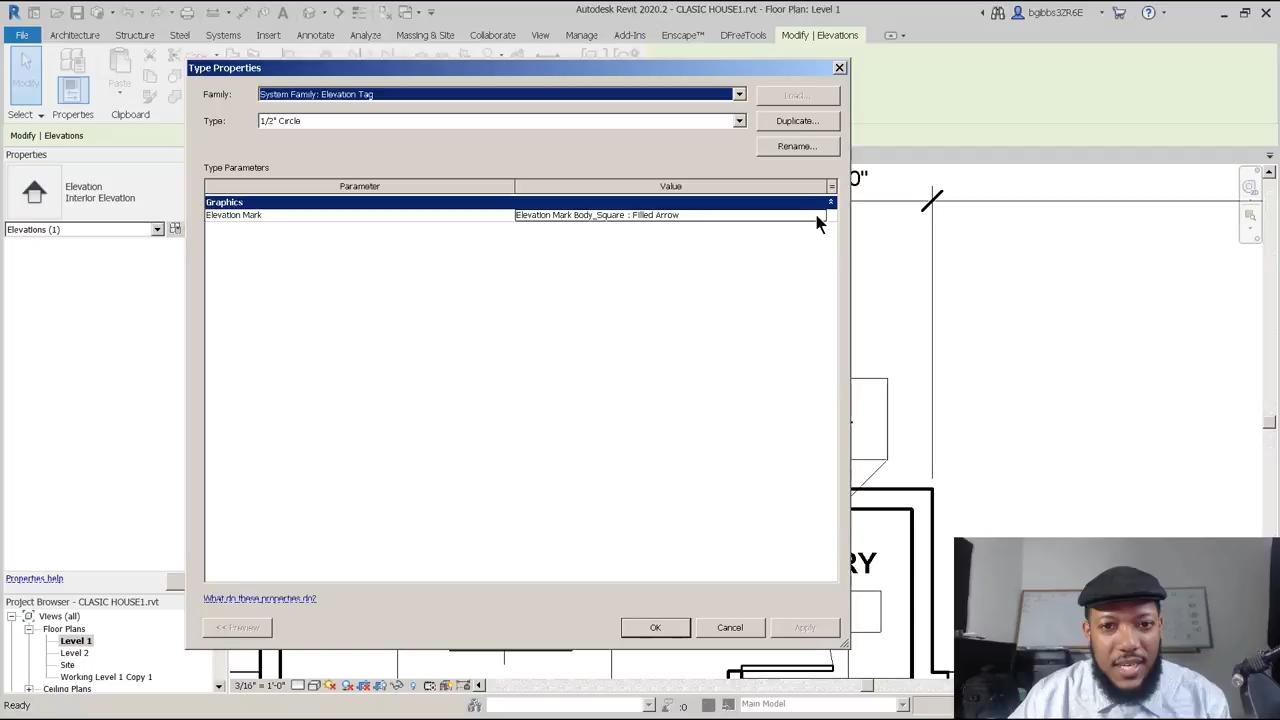 Autodesk Revit 2020.2 - CLASIC HOUSE1.rvt - Floor Plan: Level 1
bgbbs3ZR6E
File Architecture Structure Steel Systems Insert Annotate Analyze Massing & Site Collaborate View Manage Add-Ins Enscape™ DFreeTools Modify | Elevations
Modify
Paste
Select Properties Clipboard
Modify | Elevations
Properties
Elevation
Interior Elevation
Elevations (1)
Properties help
Project Browser - CLASIC HOUSE1.rvt
Views (all)
Floor Plans
Level 1
Level 2
Site
Working Level 1 Copy 1
Ceiling Plans
Ready
Type Properties
Family: System Family: Elevation Tag Load...
Type: 1/2" Circle Duplicate...
Rename...
Type Parameters
Parameter Value =
Graphics
Elevation Mark Elevation Mark Body_Square : Filled Arrow
What do these properties do?
<< Preview OK Cancel Apply
0"
RY
3/16" = 1'-0"
:0 Main Model